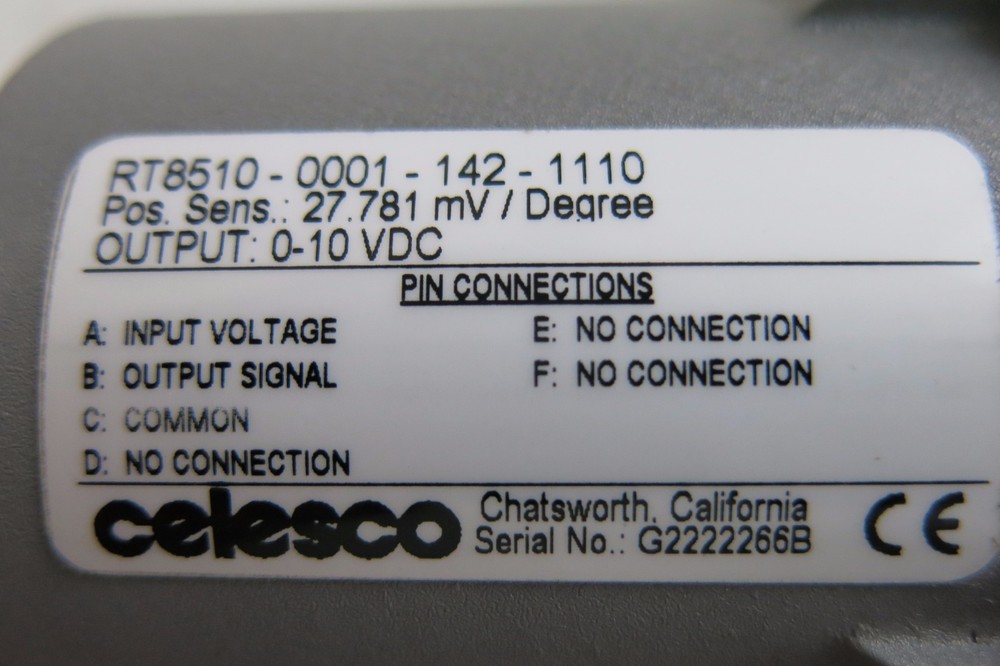 RT8510 - 0001 - 142 - 1110
Pos. Sens.: 27.781 mV / Degree
OUTPUT: 0-10 VDC
PIN CONNECTIONS
A: INPUT VOLTAGE
B: OUTPUT SIGNAL
C: COMMON
D: NO CONNECTION
E: NO CONNECTION
F: NO CONNECTION
celesco
Chatsworth, California
Serial No.: G2222266B
CE